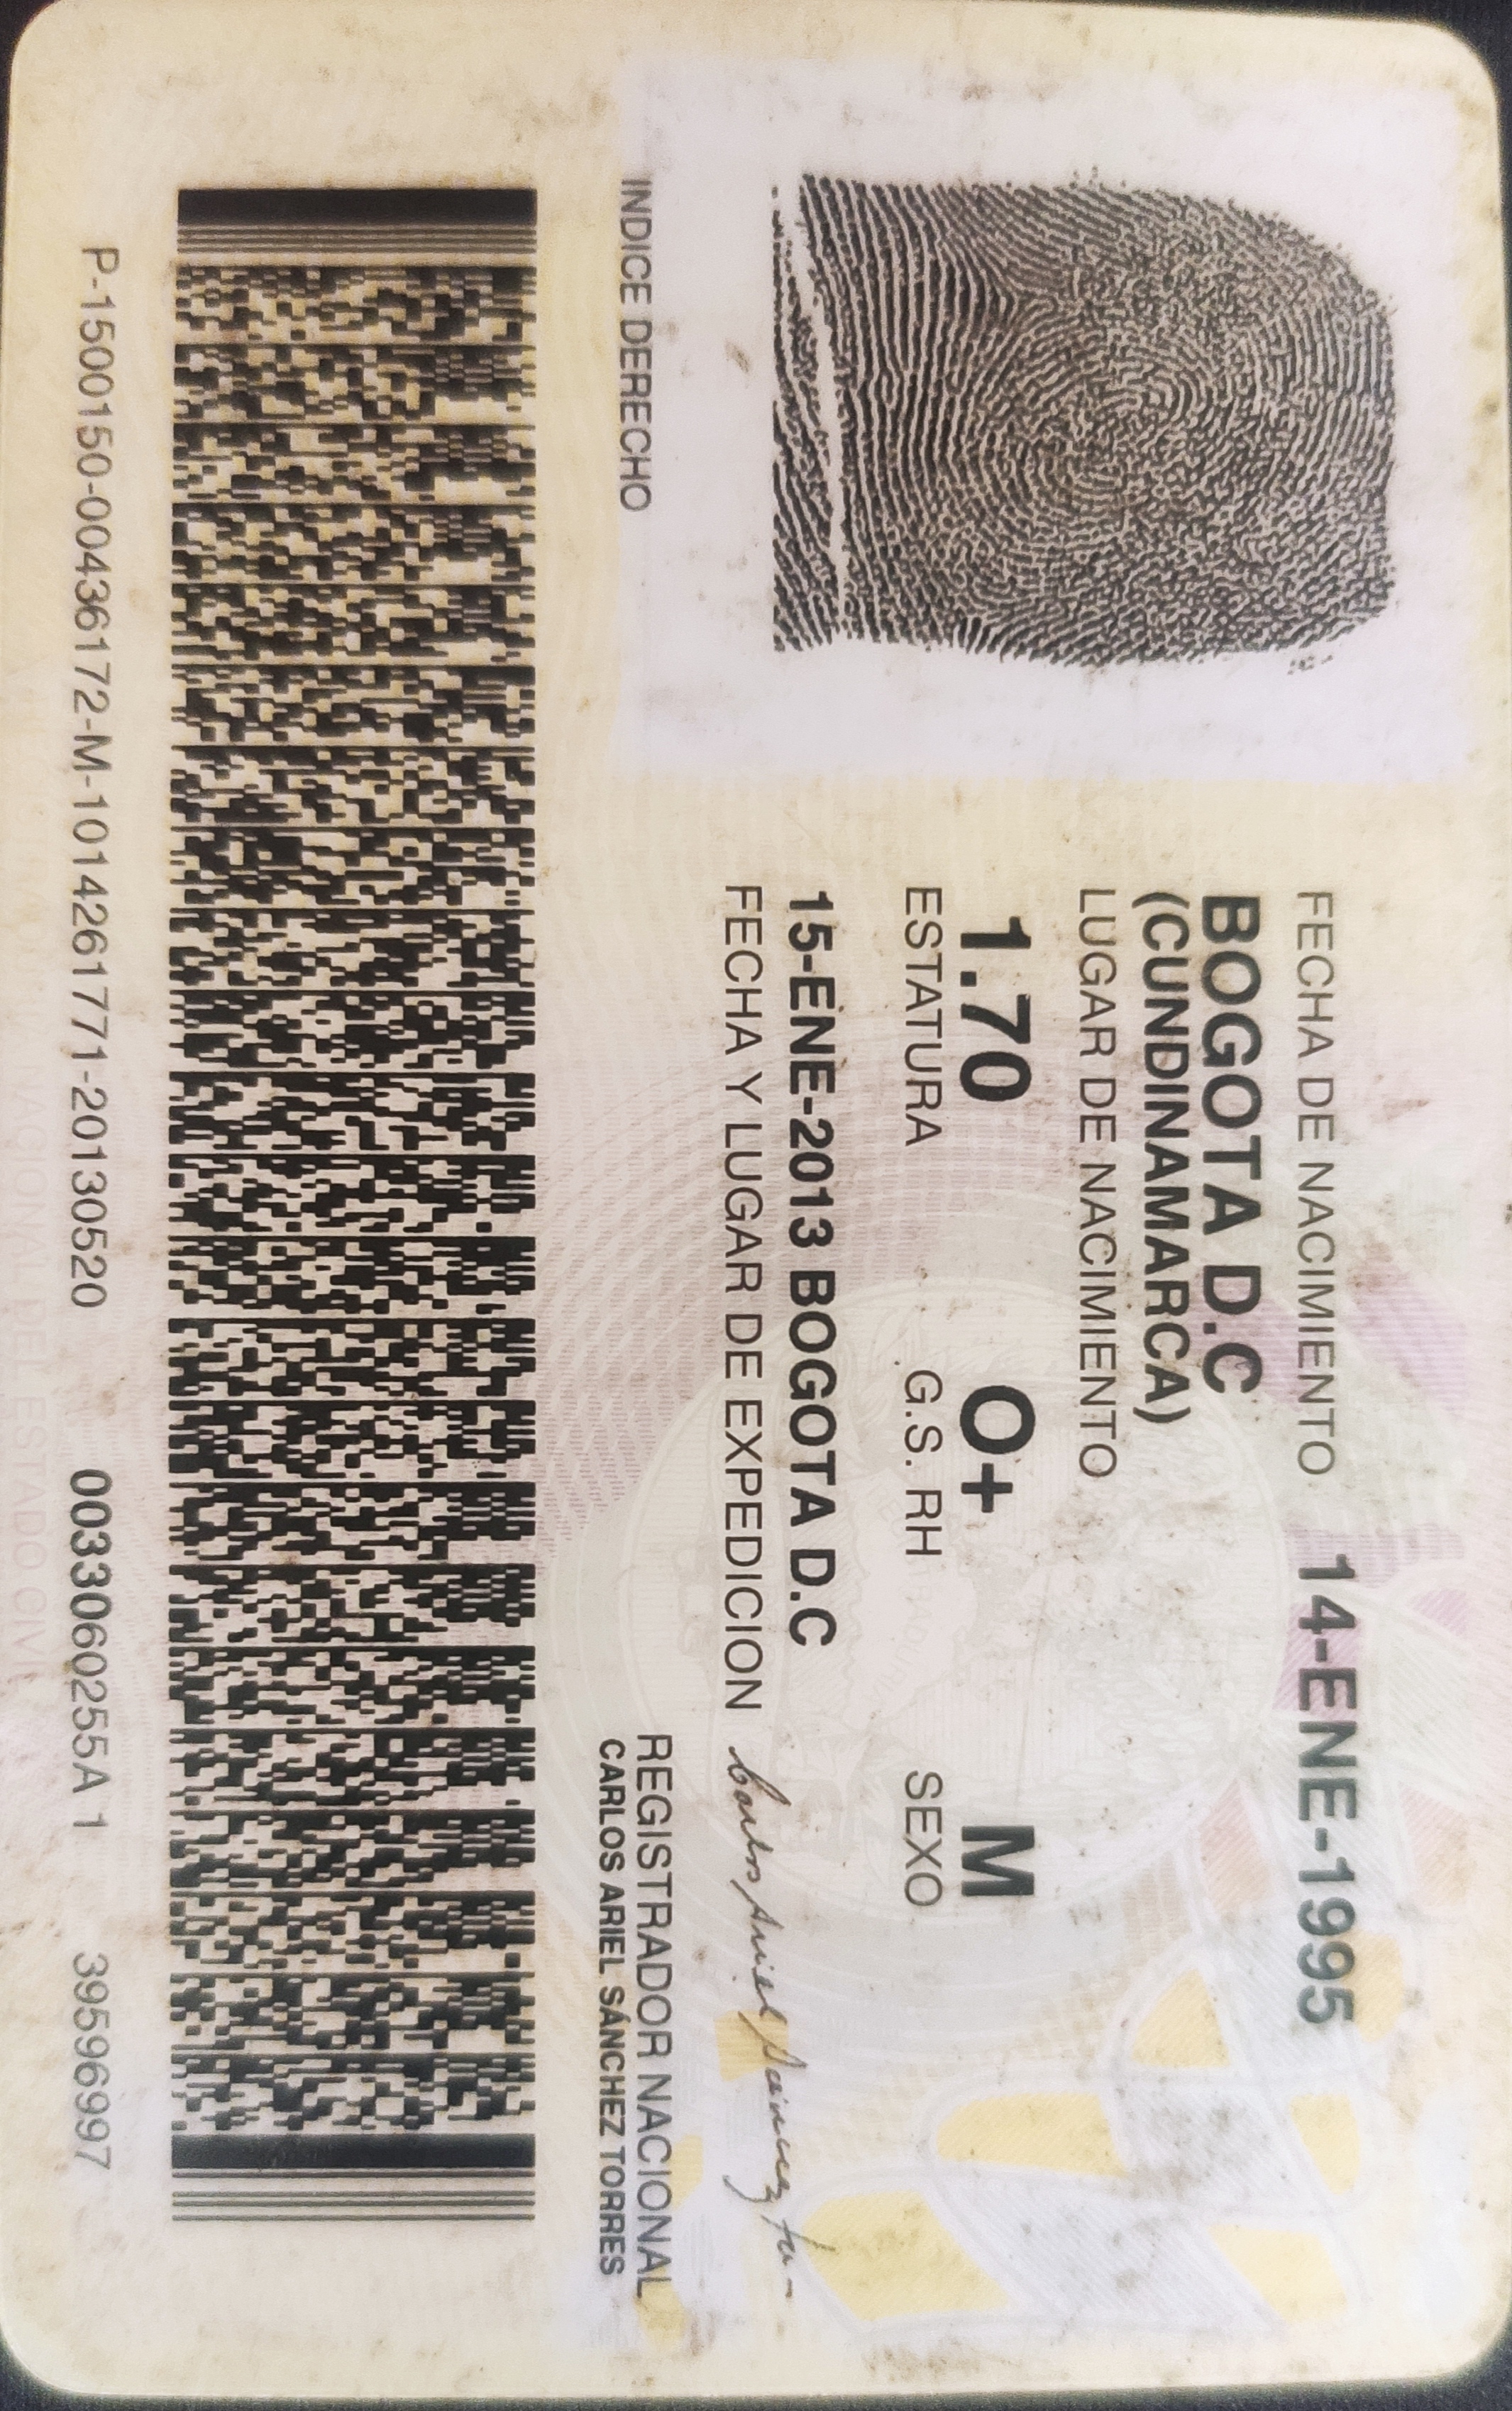 FECHA DE NACIMIENTO 14-ENE-1995
BOGOTA D.C
(CUNDINAMARCA)
LUGAR DE NACIMIENTO
1.70 O+ M
ESTATURA G.S. RH SEXO
15-ENE-2013 BOGOTA D.C
FECHA Y LUGAR DE EXPEDICION
Carlos Ariel Sánchez To-
INDICE DERECHO
REGISTRADOR NACIONAL
CARLOS ARIEL SÁNCHEZ TORRES
P-1500150-00436172-M-1014261771-20130520 0033060255A 1 39596997
REGISTRADURIA NACIONAL DEL ESTADO CIVIL